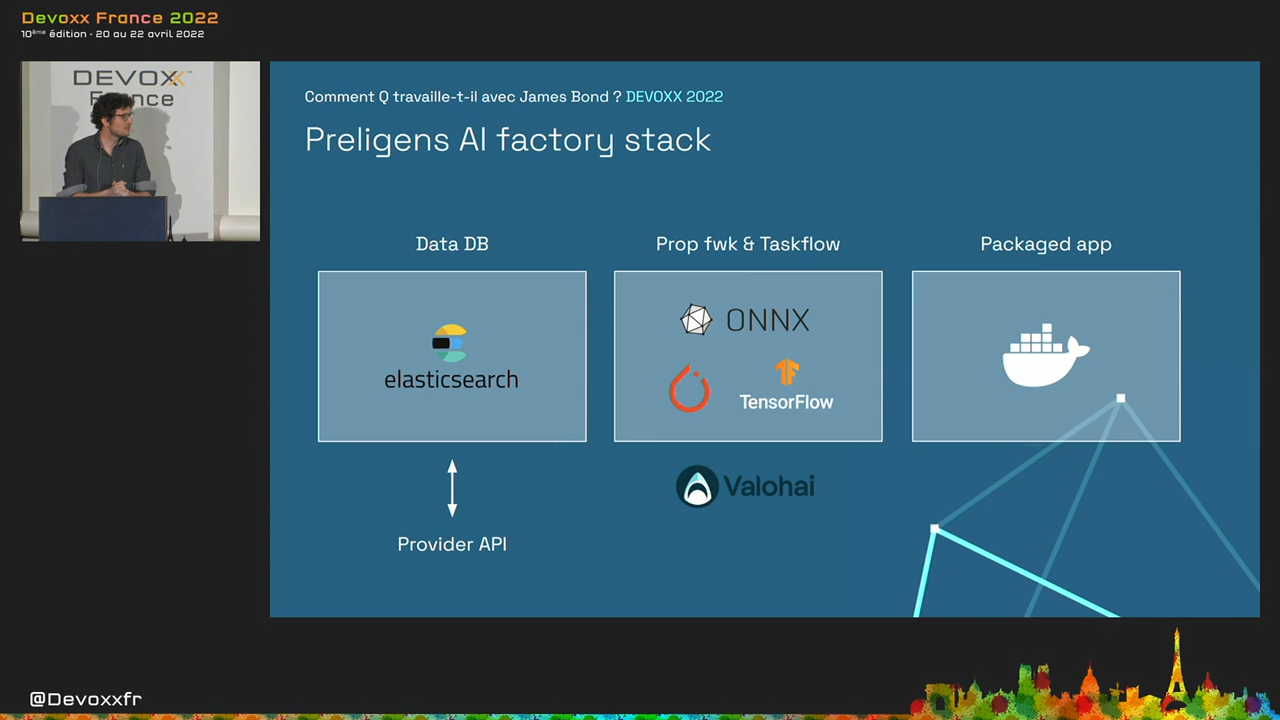 Devoxx France 2022
10ème édition - 20 au 22 avril 2022
DEVOXX
France
Comment Q travaille-t-il avec James Bond ? DEVOXX 2022
Preligens AI factory stack
Data DB
Prop fwk & Taskflow
Packaged app
elasticsearch
ONNX
TensorFlow
Valohai
Provider API
@Devoxxfr